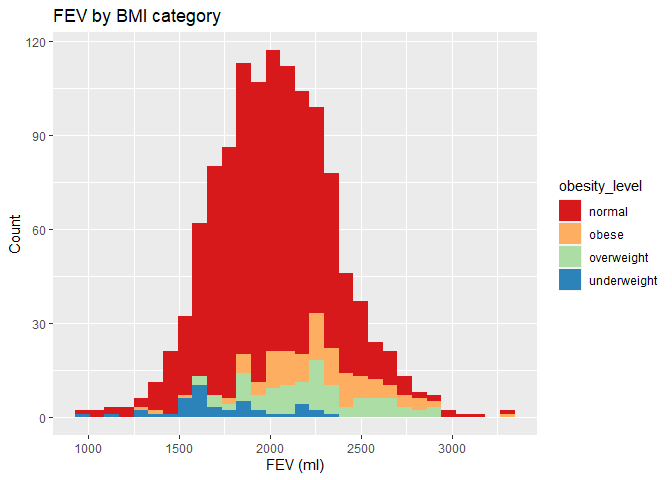 FEV by BMI category
120
90
60
30
0
Count
1000
1500
2000
2500
3000
FEV (ml)
obesity_level
normal
obese
overweight
underweight